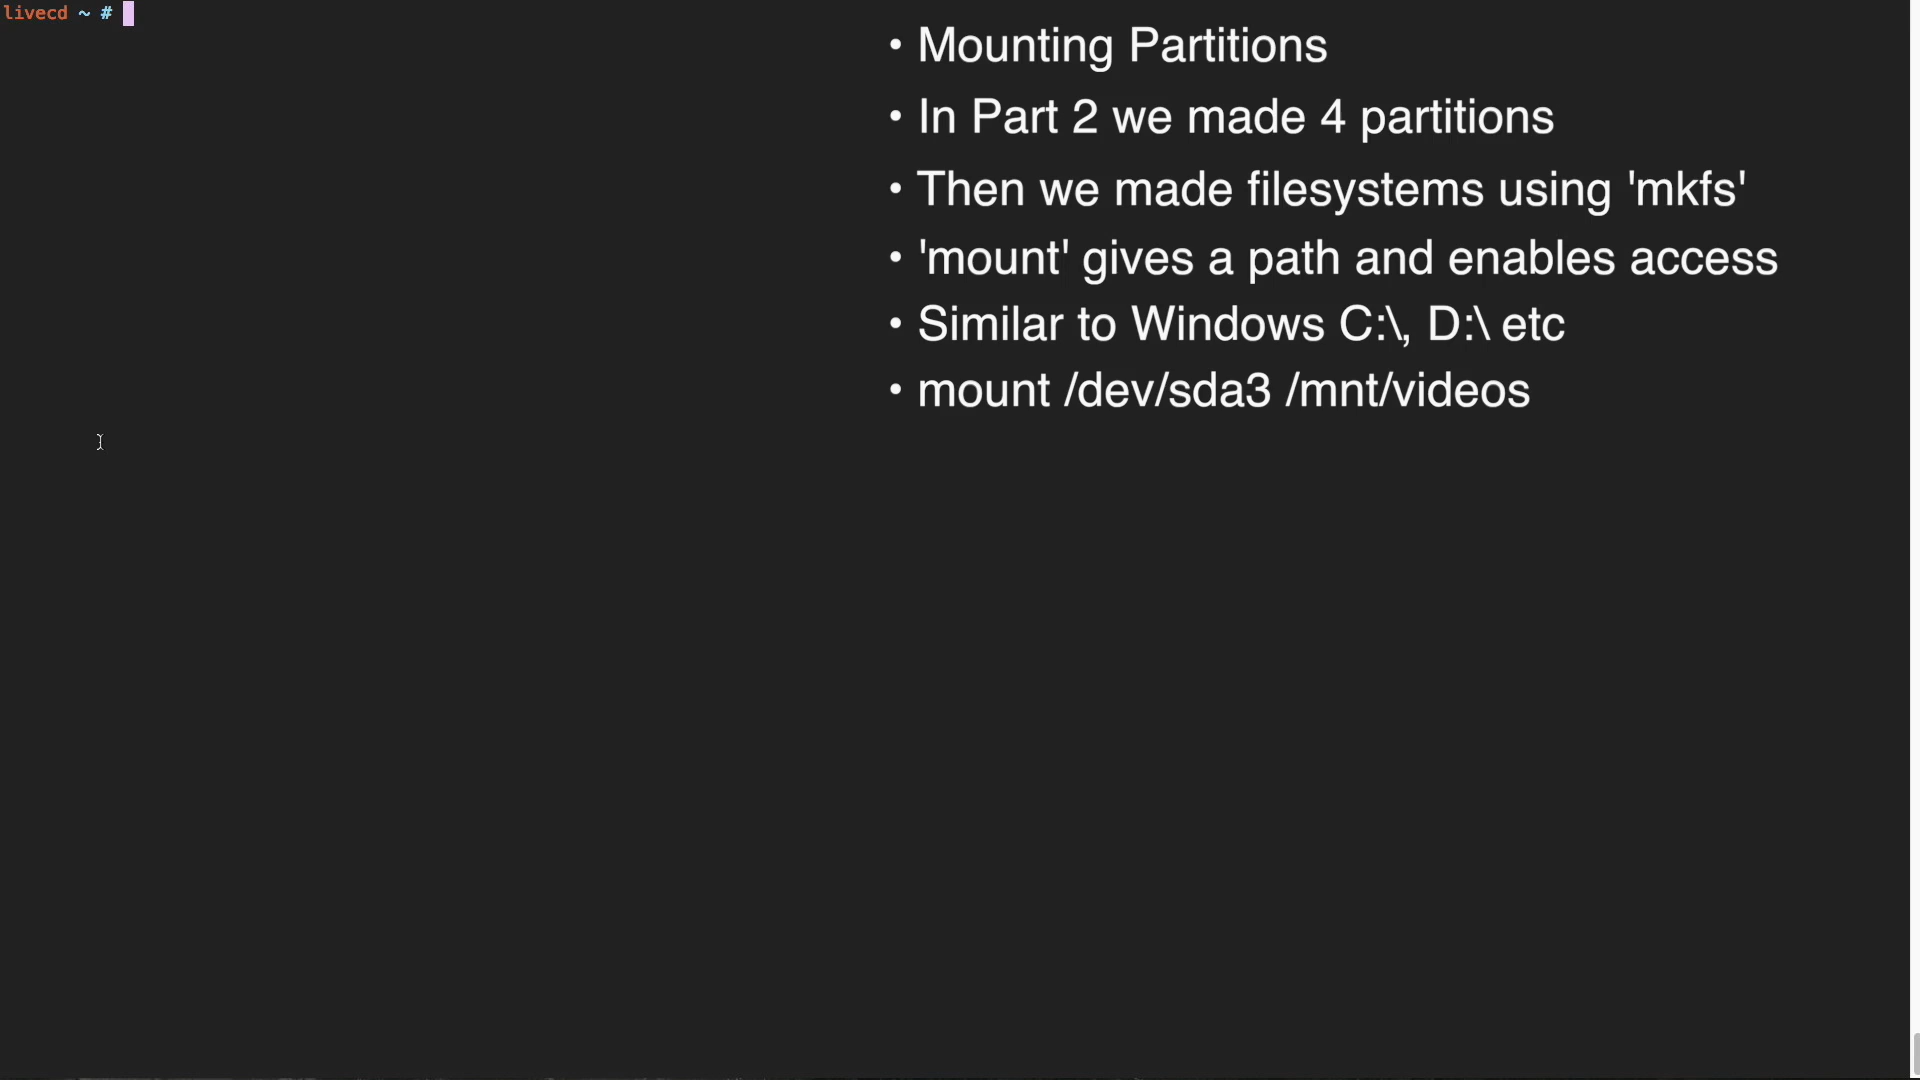 livecd ~ #
• Mounting Partitions
• In Part 2 we made 4 partitions
• Then we made filesystems using 'mkfs'
• 'mount' gives a path and enables access
• Similar to Windows C:\, D:\ etc
• mount /dev/sda3 /mnt/videos